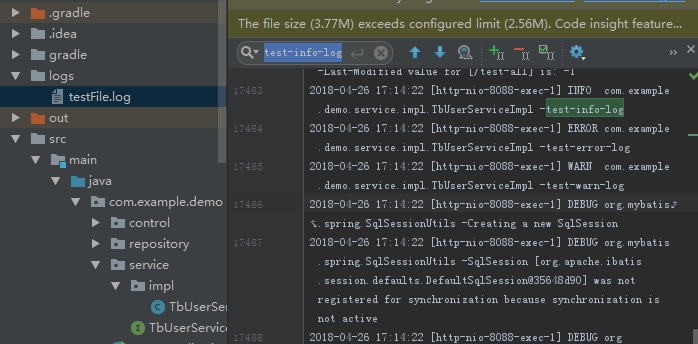 .gradle
.idea
gradle
logs
testFile.log
out
src
main
java
com.example.demo
control
repository
service
impl
TbUserSer
TbUserService
The file size (3.77M) exceeds configured limit (2.56M). Code insight feature...
test-info-log
-Last-Modified value for [/test-all] is: -1
17483 2018-04-26 17:14:22 [http-nio-8088-exec-1] INFO com.example
.demo.service.impl.TbUserServiceImpl -test-info-log
17484 2018-04-26 17:14:22 [http-nio-8088-exec-1] ERROR com.example
.demo.service.impl.TbUserServiceImpl -test-error-log
17485 2018-04-26 17:14:22 [http-nio-8088-exec-1] WARN com.example
.demo.service.impl.TbUserServiceImpl -test-warn-log
17486 2018-04-26 17:14:22 [http-nio-8088-exec-1] DEBUG org.mybatis
.spring.SqlSessionUtils -Creating a new SqlSession
17487 2018-04-26 17:14:22 [http-nio-8088-exec-1] DEBUG org.mybatis
.spring.SqlSessionUtils -SqlSession [org.apache.ibatis
.session.defaults.DefaultSqlSession@35648d90] was not
registered for synchronization because synchronization is
not active
17488 2018-04-26 17:14:22 [http-nio-8088-exec-1] DEBUG org